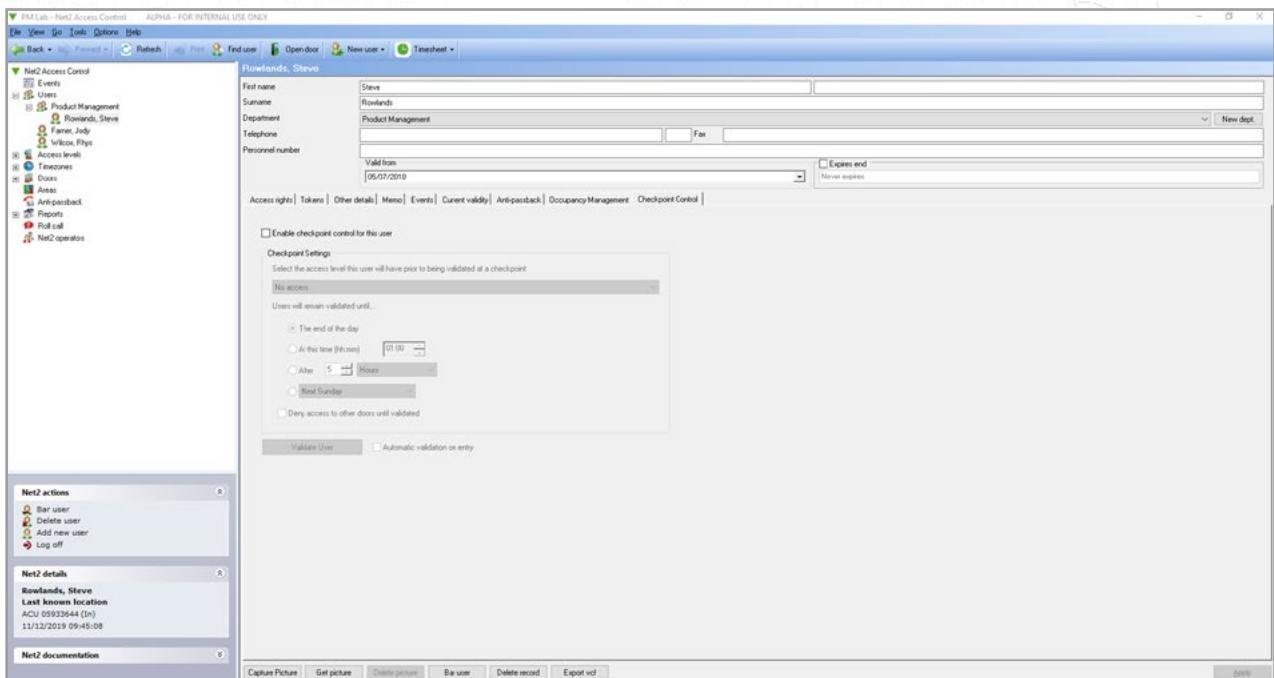 PM Lab - Net2 Access Control ALPHA - FOR INTERNAL USE ONLY
File View Go Tools Options Help
Back Forward Refresh Print Find user Open door New user Timesheet
Net2 Access Control
Events
Users
Product Management
Rowlands, Steve
Farrer, Jody
Wilcox, Rhys
Access levels
Timezones
Doors
Areas
Anti-passback
Reports
Roll call
Net2 operators
Net2 actions
Bar user
Delete user
Add new user
Log off
Net2 details
Rowlands, Steve
Last known location
ACU 05933644 (In)
11/12/2019 09:45:08
Net2 documentation
Rowlands, Steve
First name Steve
Surname Rowlands
Department Product Management New dept.
Telephone Fax
Personnel number
Valid from Expires end
05/07/2018 Never expires
Access rights Tokens Other details Memo Events Current validity Anti-passback Occupancy Management Checkpoint Control
Enable checkpoint control for this user
Checkpoint Settings
Select the access level this user will have prior to being validated at a checkpoint
No access
Users will remain validated until...
The end of the day
At this time (hh:mm) 01:00
After 5 Hours
Next Sunday
Deny access to other doors until validated
Validate User Automatic validation on entry
Capture Picture Get picture Delete picture Bar user Delete record Export vcf Apply